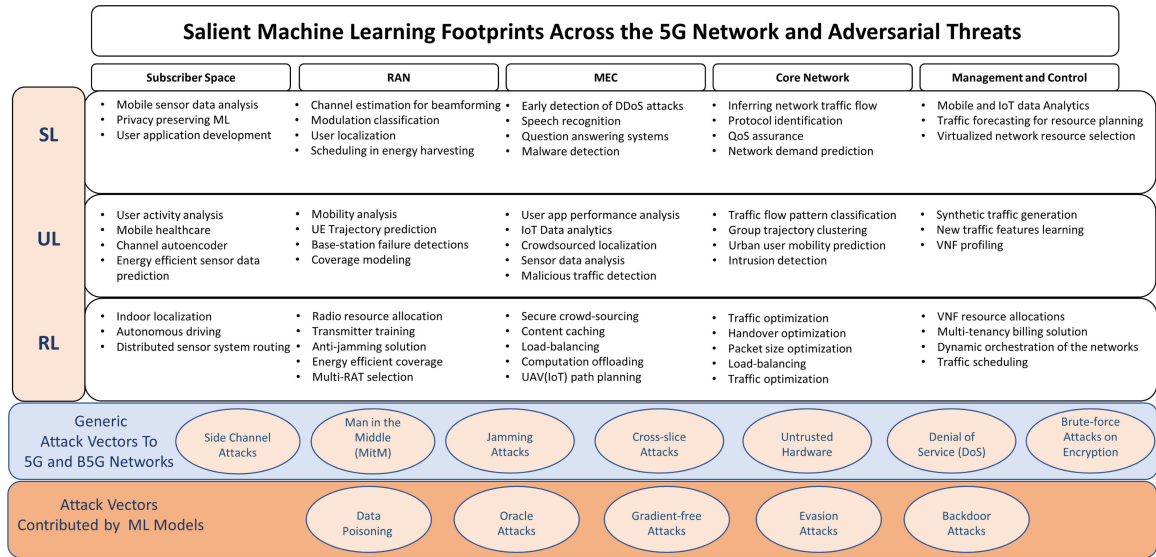 Salient Machine Learning Footprints Across the 5G Network and Adversarial Threats
Subscriber Space
RAN
MEC
Core Network
Management and Control
SL
• Mobile sensor data analysis
• Privacy preserving ML
• User application development
• Channel estimation for beamforming
• Modulation classification
• User localization
• Scheduling in energy harvesting
• Early detection of DDoS attacks
• Speech recognition
• Question answering systems
• Malware detection
• Inferring network traffic flow
• Protocol identification
• QoS assurance
• Network demand prediction
• Mobile and IoT data Analytics
• Traffic forecasting for resource planning
• Virtualized network resource selection
UL
• User activity analysis
• Mobile healthcare
• Channel autoencoder
• Energy efficient sensor data
prediction
• Mobility analysis
• UE Trajectory prediction
• Base-station failure detections
• Coverage modeling
• User app performance analysis
• IoT Data analytics
• Crowdsourced localization
• Sensor data analysis
• Malicious traffic detection
• Traffic flow pattern classification
• Group trajectory clustering
• Urban user mobility prediction
• Intrusion detection
• Synthetic traffic generation
• New traffic features learning
• VNF profiling
RL
• Indoor localization
• Autonomous driving
• Distributed sensor system routing
• Radio resource allocation
• Transmitter training
• Anti-jamming solution
• Energy efficient coverage
• Multi-RAT selection
• Secure crowd-sourcing
• Content caching
• Load-balancing
• Computation offloading
• UAV(IoT) path planning
• Traffic optimization
• Handover optimization
• Packet size optimization
• Load-balancing
• Traffic optimization
• VNF resource allocations
• Multi-tenancy billing solution
• Dynamic orchestration of the networks
• Traffic scheduling
Generic
Attack Vectors To
5G and B5G Networks
Side Channel
Attacks
Man in the
Middle
(MitM)
Jamming
Attacks
Cross-slice
Attacks
Untrusted
Hardware
Denial of
Service (DoS)
Brute-force
Attacks on
Encryption
Attack Vectors
Contributed by ML Models
Data
Poisoning
Oracle
Attacks
Gradient-free
Attacks
Evasion
Attacks
Backdoor
Attacks